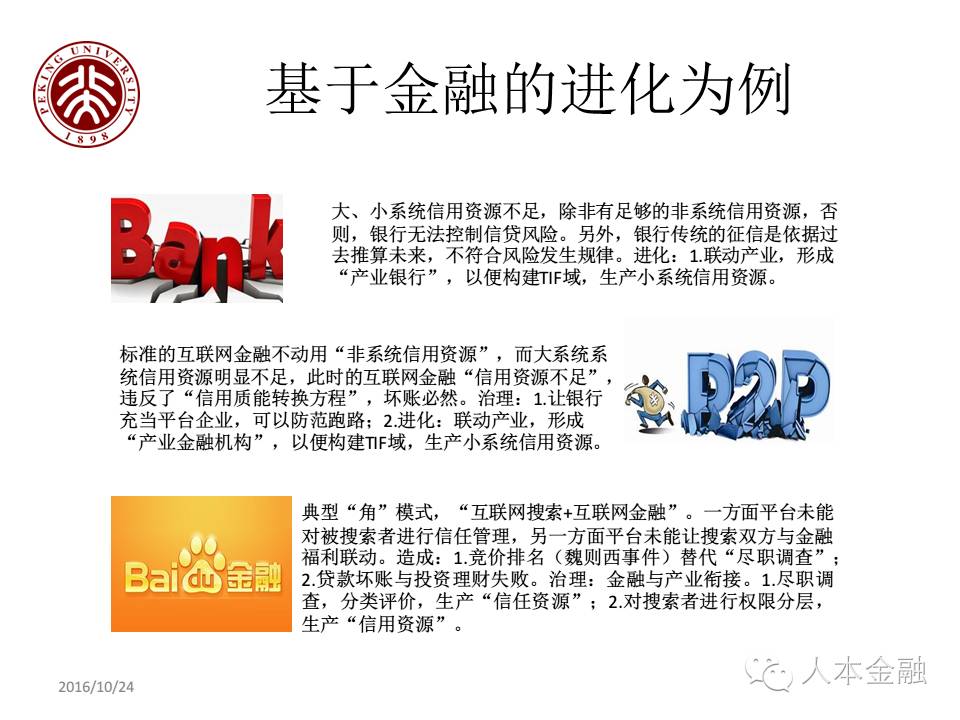 PEKING UNIVERSITY
1898
基于金融的进化为例
Bank
大、小系统信用资源不足，除非有足够的非系统信用资源，否
则，银行无法控制信贷风险。另外，银行传统的征信是依据过
去推算未来，不符合风险发生规律。进化：1.联动产业，形成
“产业银行”，以便构建TIF域，生产小系统信用资源。
标准的互联网金融不动用“非系统信用资源”，而大系统系
统信用资源明显不足，此时的互联网金融“信用资源不足”，
违反了“信用质能转换方程”，坏账必然。治理：1.让银行
充当平台企业，可以防范跑路；2.进化：联动产业，形成
“产业金融机构”，以便构建TIF域，生产小系统信用资源。
P2P
Baidu金融
典型“角”模式，“互联网搜索+互联网金融”。一方面平台未能
对被搜索者进行信任管理，另一方面平台未能让搜索双方与金融
福利联动。造成：1.竞价排名（魏则西事件）替代“尽职调查”；
2.贷款坏账与投资理财失败。治理：金融与产业衔接。1.尽职调
查，分类评价，生产“信任资源”；2.对搜索者进行权限分层，
生产“信用资源”。
2016/10/24
人本金融